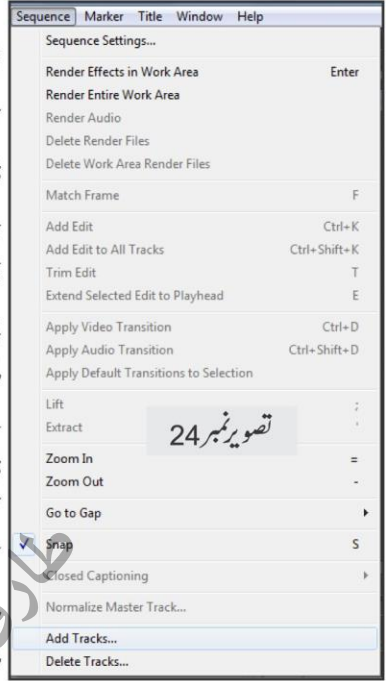 Sequence Marker Title Window Help
Sequence Settings...
Render Effects in Work Area Enter
Render Entire Work Area
Render Audio
Delete Render Files
Delete Work Area Render Files
Match Frame F
Add Edit Ctrl+K
Add Edit to All Tracks Ctrl+Shift+K
Trim Edit T
Extend Selected Edit to Playhead E
Apply Video Transition Ctrl+D
Apply Audio Transition Ctrl+Shift+D
Apply Default Transitions to Selection
Lift ;
Extract '
تصویر نمبر 24
Zoom In =
Zoom Out -
Go to Gap
Snap S
Closed Captioning
Normalize Master Track...
Add Tracks...
Delete Tracks...